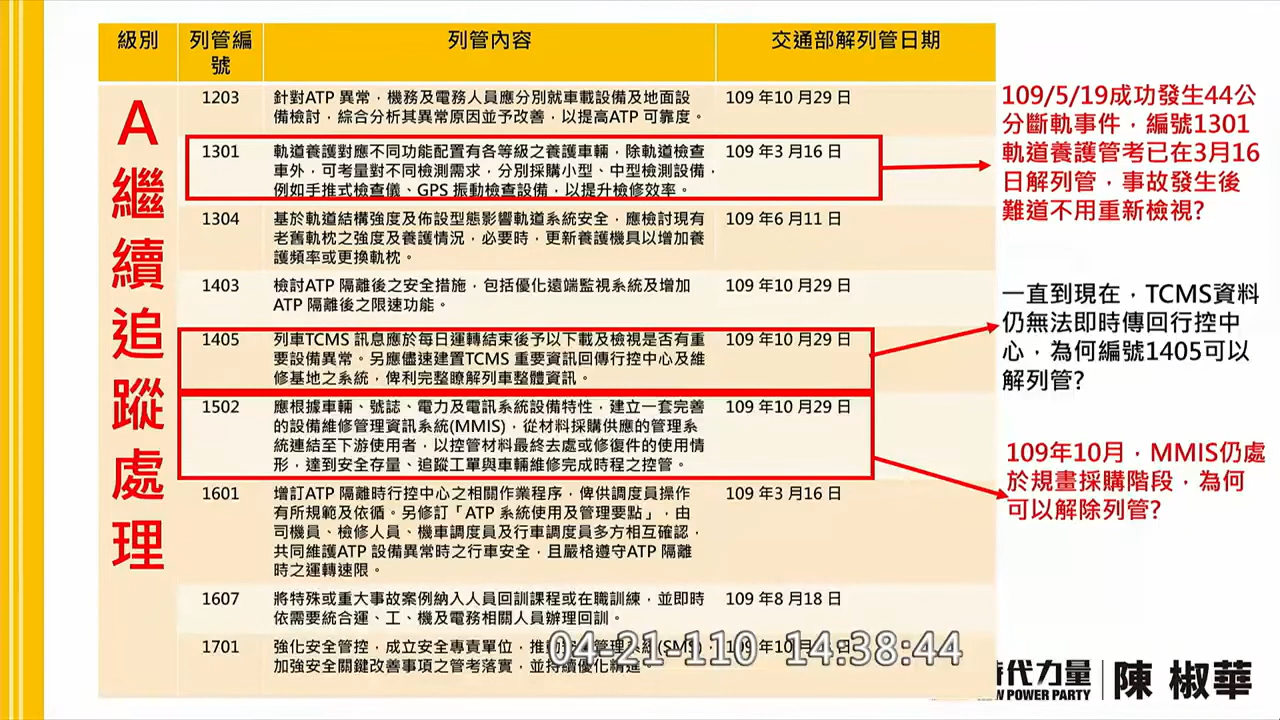 級別
列管編
號
列管內容
交通部解列管日期
A
繼
續
追
蹤
處
理
1203
針對ATP 異常，機務及電務人員應分別就車載設備及地面設
備檢討，綜合分析其異常原因並予改善，以提高ATP 可靠度。
109 年10 月29 日
1301
軌道養護對應不同功能配置有各等級之養護車輛，除軌道檢查
車外，可考量對不同檢測需求，分別採購小型、中型檢測設備，
例如手推式檢查儀、GPS 振動檢查設備，以提升檢修效率。
109 年3 月16 日
1304
基於軌道結構強度及佈設型態影響軌道系統安全，應檢討現有
老舊軌枕之強度及養護情況，必要時，更新養護機具以增加養
護頻率或更換軌枕。
109 年6 月11 日
1403
檢討ATP 隔離後之安全措施，包括優化遠端監視系統及增加
ATP 隔離後之限速功能。
109 年10 月29 日
1405
列車TCMS 訊息應於每日運轉結束後予以下載及檢視是否有重
要設備異常。另應儘速建置TCMS 重要資訊回傳行控中心及維
修基地之系統，俾利完整瞭解列車整體資訊。
109 年10 月29 日
1502
應根據車輛、號誌、電力及電訊系統設備特性，建立一套完善
的設備維修管理資訊系統(MMIS)，從材料採購供應的管理系
統連結至下游使用者，以控管材料最終去處或修復件的使用情
形，達到安全存量、追蹤工單與車輛維修完成時程之控管。
109 年10 月29 日
1601
增訂ATP 隔離時行控中心之相關作業程序，俾供調度員操作
有所規範及依循。另修訂「ATP 系統使用及管理要點」，由
司機員、檢修人員、機車調度員及行車調度員多方相互確認，
共同維護ATP 設備異常時之行車安全，且嚴格遵守ATP 隔離
時之運轉速限。
109 年3 月16 日
1607
將特殊或重大事故案例納入人員回訓課程或在職訓練，並即時
依需要統合運、工、機及電務相關人員辦理回訓。
109 年8 月18 日
1701
強化安全管控，成立安全專責單位，推動安全管理系統(SMS)，
加強安全關鍵改善事項之管考落實，並持續優化精進。
109 年10 月
04-21-110 14:38:44
109/5/19成功發生44公
分斷軌事件，編號1301
軌道養護管考已在3月16
日解列管，事故發生後
難道不用重新檢視?
一直到現在，TCMS資料
仍無法即時傳回行控中
心，為何編號1405可以
解列管?
109年10月，MMIS仍處
於規畫採購階段，為何
可以解除列管?
時代力量
POWER PARTY
陳 椒華